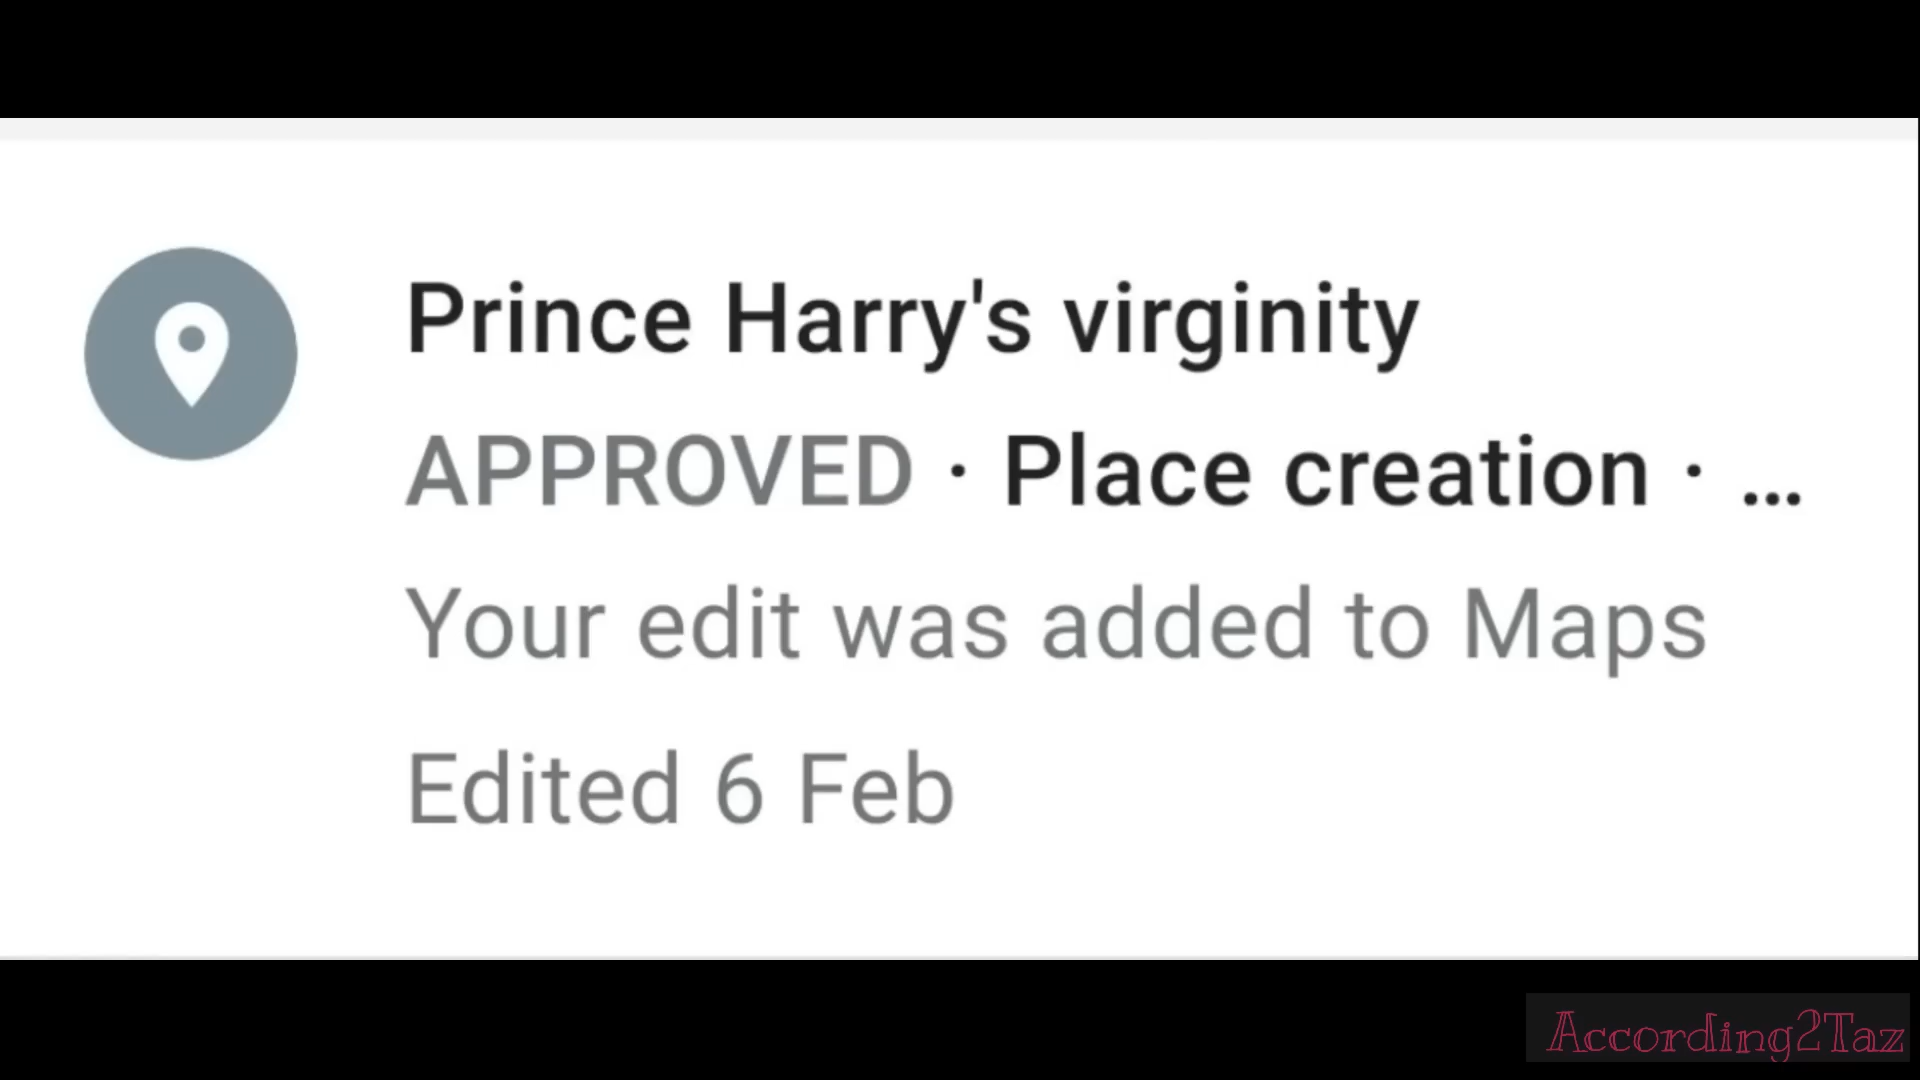 Prince Harry's virginity
APPROVED · Place creation · ...
Your edit was added to Maps
Edited 6 Feb
According2Taz